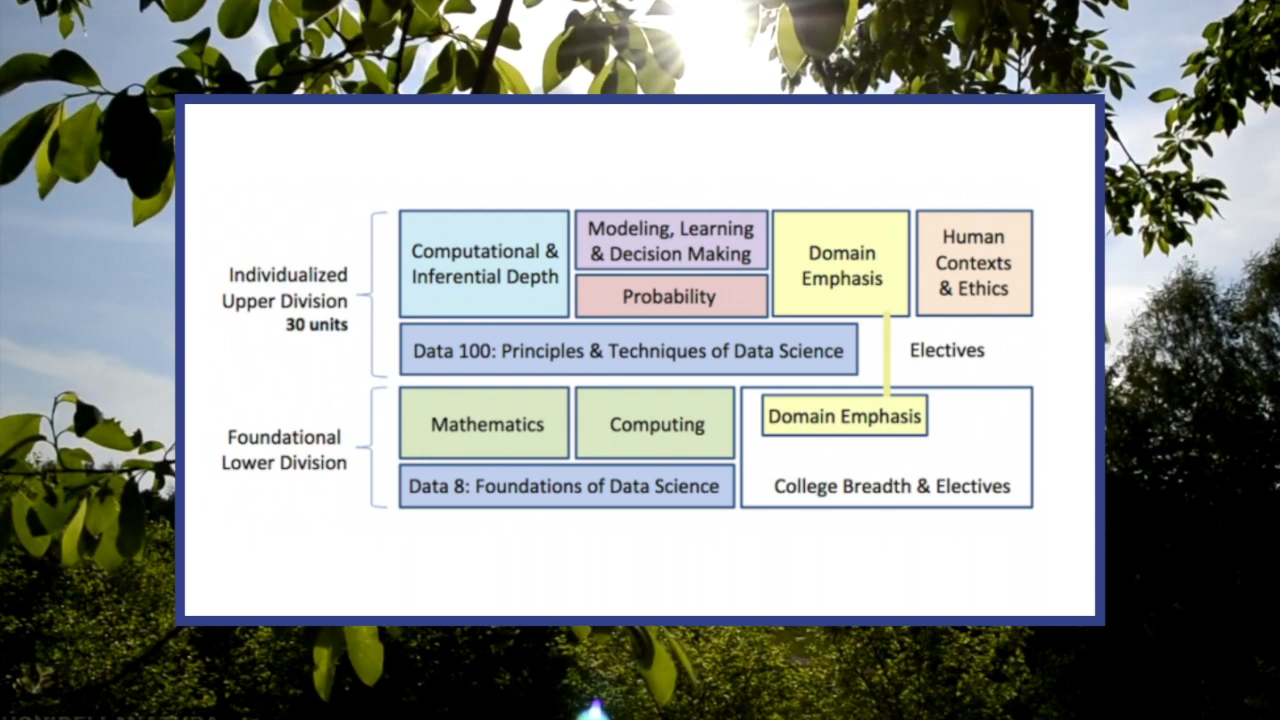 Individualized
Upper Division
30 units
Computational &
Inferential Depth
Modeling, Learning
& Decision Making
Probability
Domain
Emphasis
Human
Contexts
& Ethics
Data 100: Principles & Techniques of Data Science
Electives
Foundational
Lower Division
Mathematics
Computing
Domain Emphasis
Data 8: Foundations of Data Science
College Breadth & Electives